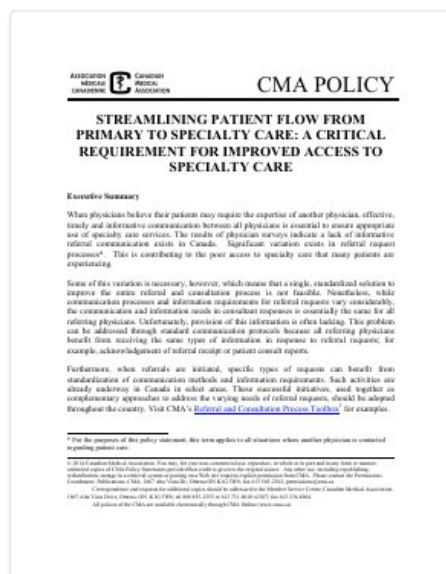 ASSOCIATION CANADIAN
MÉDICALE MEDICAL
CANADIENNE ASSOCIATION
CMA POLICY
STREAMLINING PATIENT FLOW FROM
PRIMARY TO SPECIALTY CARE: A CRITICAL
REQUIREMENT FOR IMPROVED ACCESS TO
SPECIALTY CARE
Executive Summary
When physicians believe their patients may require the expertise of another physician, effective,
timely and informative communication between all physicians is essential to ensure appropriate
use of specialty care services. The results of physician surveys indicate a lack of informative
referral communication exists in Canada. Significant variation exists in referral request
processes*. This is contributing to the poor access to specialty care that many patients are
experiencing.
Some of this variation is necessary, however, which means that a single, standardized solution to
improve the entire referral and consultation process is not feasible. Nonetheless, while
communication processes and information requirements for referral requests vary considerably,
the communication and information needs in consultant responses is essentially the same for all
referring physicians. Unfortunately, provision of this information is often lacking. This problem
can be addressed through standard communication protocols because all referring physicians
benefit from receiving the same types of information in response to referral requests; for
example, acknowledgement of referral receipt or patient consult reports.
Furthermore, when referrals are initiated, specific types of requests can benefit from
standardization of communication methods and information requirements. Such activities are
already underway in Canada in select areas. These successful initiatives, used together as
complementary approaches to address the varying needs of referral requests, should be adopted
throughout the country. Visit CMA's Referral and Consultation Process Toolbox for examples.
* For the purposes of this policy statement, this term applies to all situations where another physician is contacted
regarding patient care.